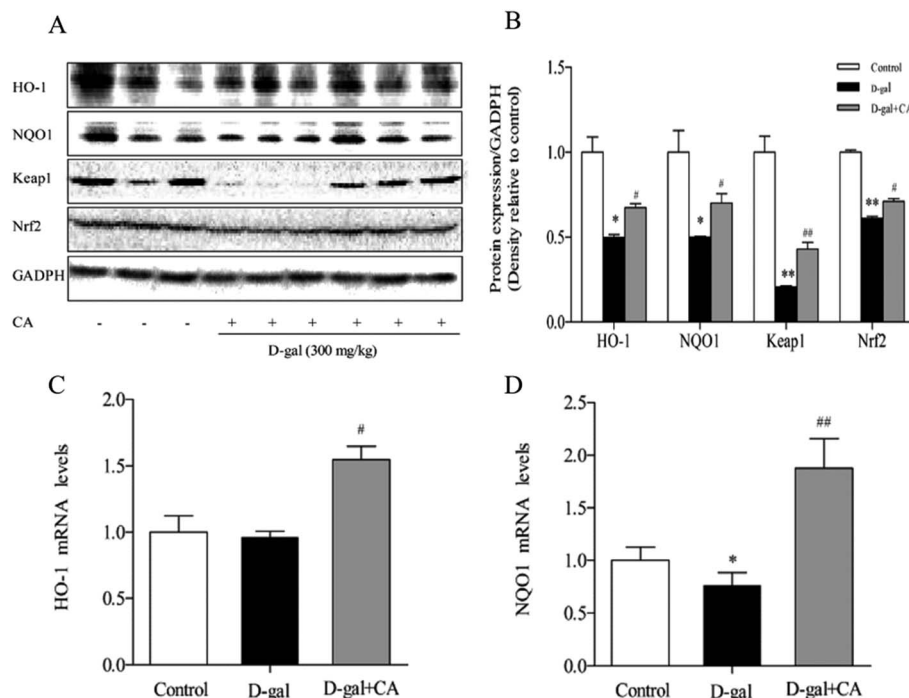 A
HO-1
NQO1
Keap1
Nrf2
GADPH
CA - - - + + + + + +
D-gal (300 mg/kg)
B
Protein expression/GADPH
(Density relative to control)
1.5
1.0
0.5
0.0
Control
D-gal
D-gal+CA
* # * # ** ## ** #
HO-1 NQO1 Keap1 Nrf2
C
HO-1 mRNA levels
2.0
1.5
1.0
0.5
0.0
#
Control D-gal D-gal+CA
D
NQO1 mRNA levels
2.5
2.0
1.5
1.0
0.5
0.0
* ##
Control D-gal D-gal+CA